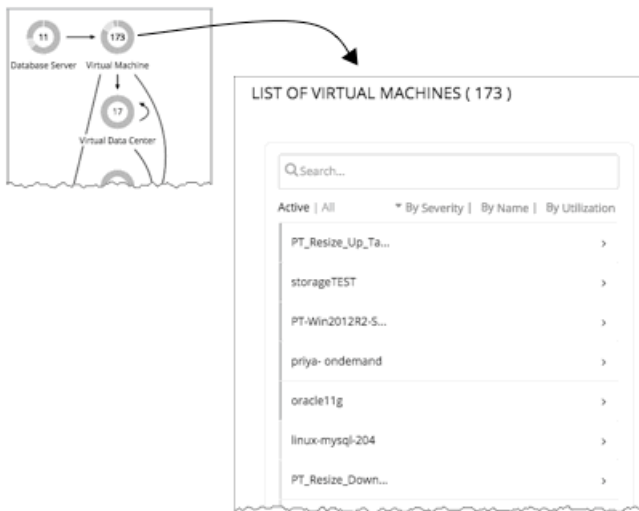 11
173
Database Server Virtual Machine
17
Virtual Data Center
LIST OF VIRTUAL MACHINES ( 173 )
Search...
Active | All By Severity | By Name | By Utilization
PT_Resize_Up_Ta...
storageTEST
PT-Win2012R2-S...
priya- ondemand
oracle11g
linux-mysql-204
PT_Resize_Down...